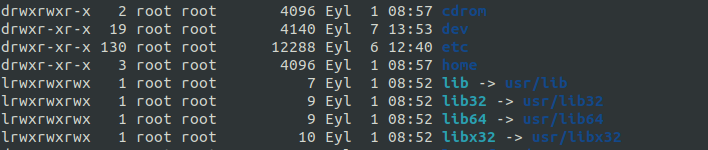 drwxrwxr-x 2 root root 4096 Eyl 1 08:57 cdrom
drwxr-xr-x 19 root root 4140 Eyl 7 13:53 dev
drwxr-xr-x 130 root root 12288 Eyl 6 12:40 etc
drwxr-xr-x 3 root root 4096 Eyl 1 08:57 home
lrwxrwxrwx 1 root root 7 Eyl 1 08:52 lib -> usr/lib
lrwxrwxrwx 1 root root 9 Eyl 1 08:52 lib32 -> usr/lib32
lrwxrwxrwx 1 root root 9 Eyl 1 08:52 lib64 -> usr/lib64
lrwxrwxrwx 1 root root 10 Eyl 1 08:52 libx32 -> usr/libx32